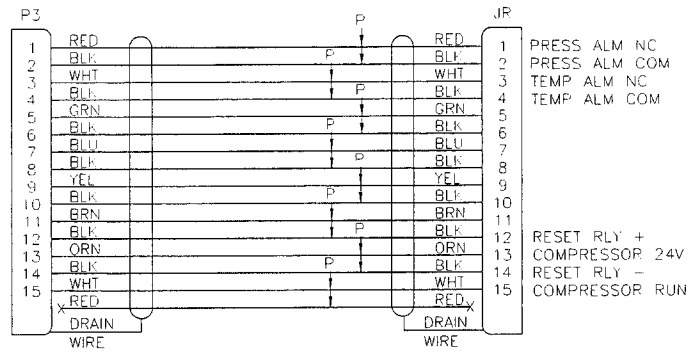 P3 P JR
1 RED RED 1 PRESS ALM NC
2 BLK P BLK 2 PRESS ALM COM
3 WHT WHT 3 TEMP ALM NC
4 BLK P BLK 4 TEMP ALM COM
5 GRN GRN 5
6 BLK P BLK 6
7 BLU BLU 7
8 BLK P BLK 8
9 YEL YEL 9
10 BLK P BLK 10
11 BRN BRN 11
12 BLK P BLK 12 RESET RLY +
13 ORN ORN 13 COMPRESSOR 24V
14 BLK P BLK 14 RESET RLY –
15 WHT WHT 15 COMPRESSOR RUN
X RED RED X
DRAIN DRAIN
WIRE WIRE